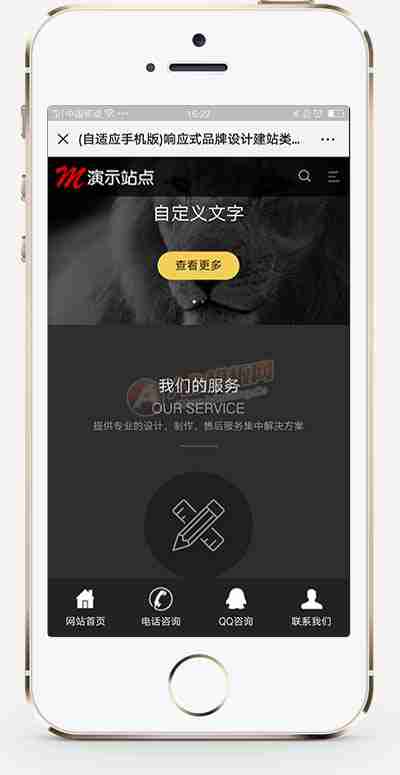 中国移动 15:22
(自适应手机版)响应式品牌设计建站类...
M 演示站点
自定义文字
查看更多
我们的服务
OUR SERVICE
提供专业的设计、制作、售后服务集中解决方案
网站首页 电话咨询 QQ咨询 联系我们